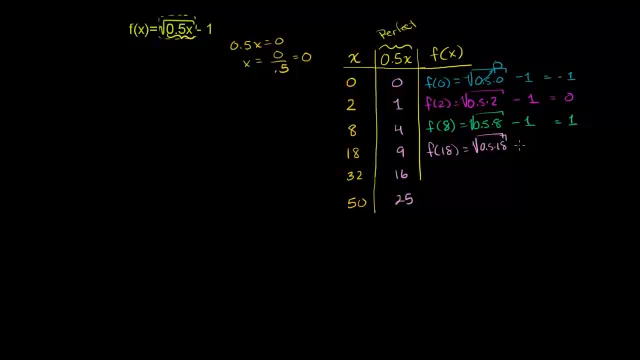 f(x)=√0.5x - 1
0.5x = 0
x = 0/.5 = 0
Perfect
x 0.5x f(x)
0 0 f(0) = √0.5·0 - 1 = -1
0
2 1 f(2) = √0.5·2 - 1 = 0
8 4 f(8) = √0.5·8 - 1 = 1
18 9 f(18) = √0.5·18 -
32 16
50 25